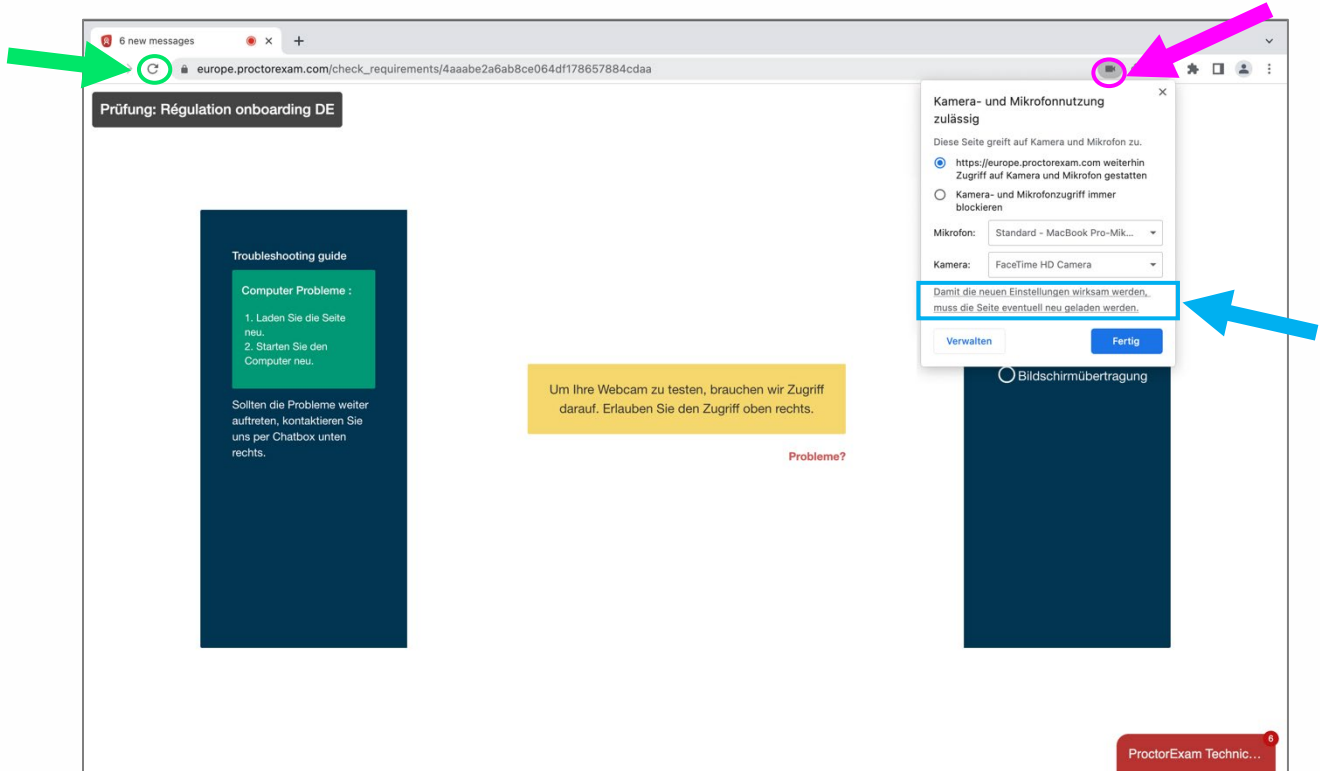 6 new messages
europe.proctorexam.com/check_requirements/4aaabe2a6ab8ce064df178657884cdaa
Prüfung: Régulation onboarding DE
Kamera- und Mikrofonnutzung
zulässig
Diese Seite greift auf Kamera und Mikrofon zu.
https://europe.proctorexam.com weiterhin
Zugriff auf Kamera und Mikrofon gestatten
Kamera- und Mikrofonzugriff immer
blockieren
Mikrofon: Standard - MacBook Pro-Mik...
Kamera: FaceTime HD Camera
Damit die neuen Einstellungen wirksam werden,
muss die Seite eventuell neu geladen werden.
Verwalten Fertig
Troubleshooting guide
Computer Probleme :
1. Laden Sie die Seite
neu.
2. Starten Sie den
Computer neu.
Sollten die Probleme weiter
auftreten, kontaktieren Sie
uns per Chatbox unten
rechts.
Um Ihre Webcam zu testen, brauchen wir Zugriff
darauf. Erlauben Sie den Zugriff oben rechts.
Probleme?
Bildschirmübertragung
6
ProctorExam Technic...